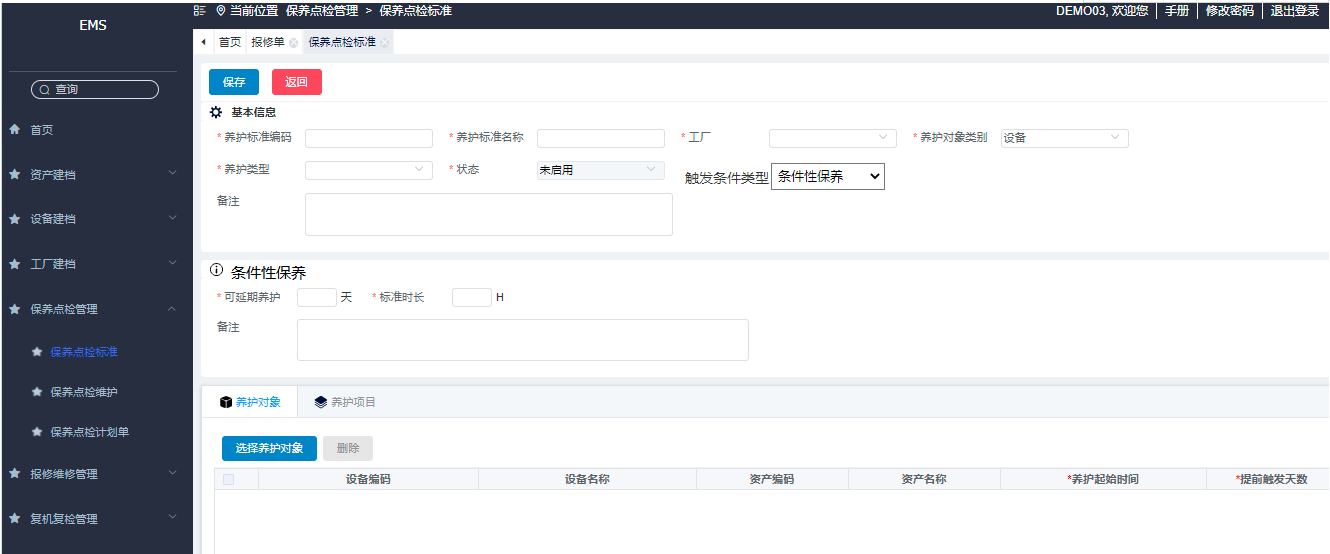 EMS
当前位置 保养点检管理 > 保养点检标准
DEMO03, 欢迎您 手册 修改密码 退出登录
首页 报修单 保养点检标准
查询
首页
资产建档
设备建档
工厂建档
保养点检管理
保养点检标准
保养点检维护
保养点检计划单
报修维修管理
复机复检管理
保存 返回
基本信息
* 养护标准编码 * 养护标准名称 * 工厂 * 养护对象类别 设备
* 养护类型 * 状态 未启用 触发条件类型 条件性保养
备注
条件性保养
* 可延期养护 天 * 标准时长 H
备注
养护对象 养护项目
选择养护对象 删除
设备编码 设备名称 资产编码 资产名称 *养护起始时间 *提前触发天数